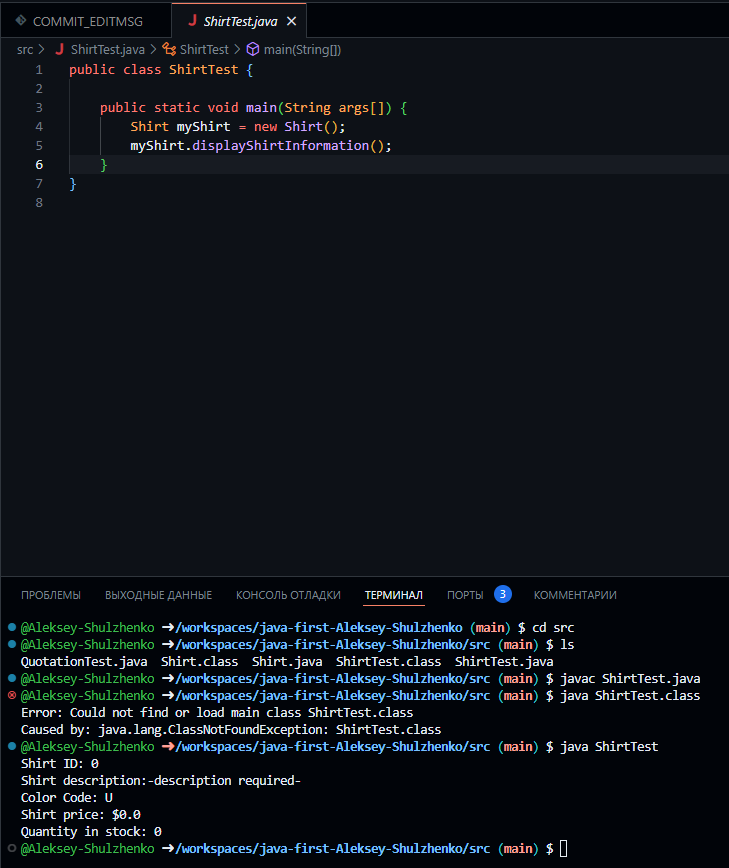 COMMIT_EDITMSG ShirtTest.java
src > ShirtTest.java > ShirtTest > main(String[])
1 public class ShirtTest {
2
3 public static void main(String args[]) {
4 Shirt myShirt = new Shirt();
5 myShirt.displayShirtInformation();
6 }
7 }
8
ПРОБЛЕМЫ ВЫХОДНЫЕ ДАННЫЕ КОНСОЛЬ ОТЛАДКИ ТЕРМИНАЛ ПОРТЫ 3 КОММЕНТАРИИ
@Aleksey-Shulzhenko ➜/workspaces/java-first-Aleksey-Shulzhenko (main) $ cd src
@Aleksey-Shulzhenko ➜/workspaces/java-first-Aleksey-Shulzhenko/src (main) $ ls
QuotationTest.java Shirt.class Shirt.java ShirtTest.class ShirtTest.java
@Aleksey-Shulzhenko ➜/workspaces/java-first-Aleksey-Shulzhenko/src (main) $ javac ShirtTest.java
@Aleksey-Shulzhenko ➜/workspaces/java-first-Aleksey-Shulzhenko/src (main) $ java ShirtTest.class
Error: Could not find or load main class ShirtTest.class
Caused by: java.lang.ClassNotFoundException: ShirtTest.class
@Aleksey-Shulzhenko ➜/workspaces/java-first-Aleksey-Shulzhenko/src (main) $ java ShirtTest
Shirt ID: 0
Shirt description:-description required-
Color Code: U
Shirt price: $0.0
Quantity in stock: 0
@Aleksey-Shulzhenko ➜/workspaces/java-first-Aleksey-Shulzhenko/src (main) $